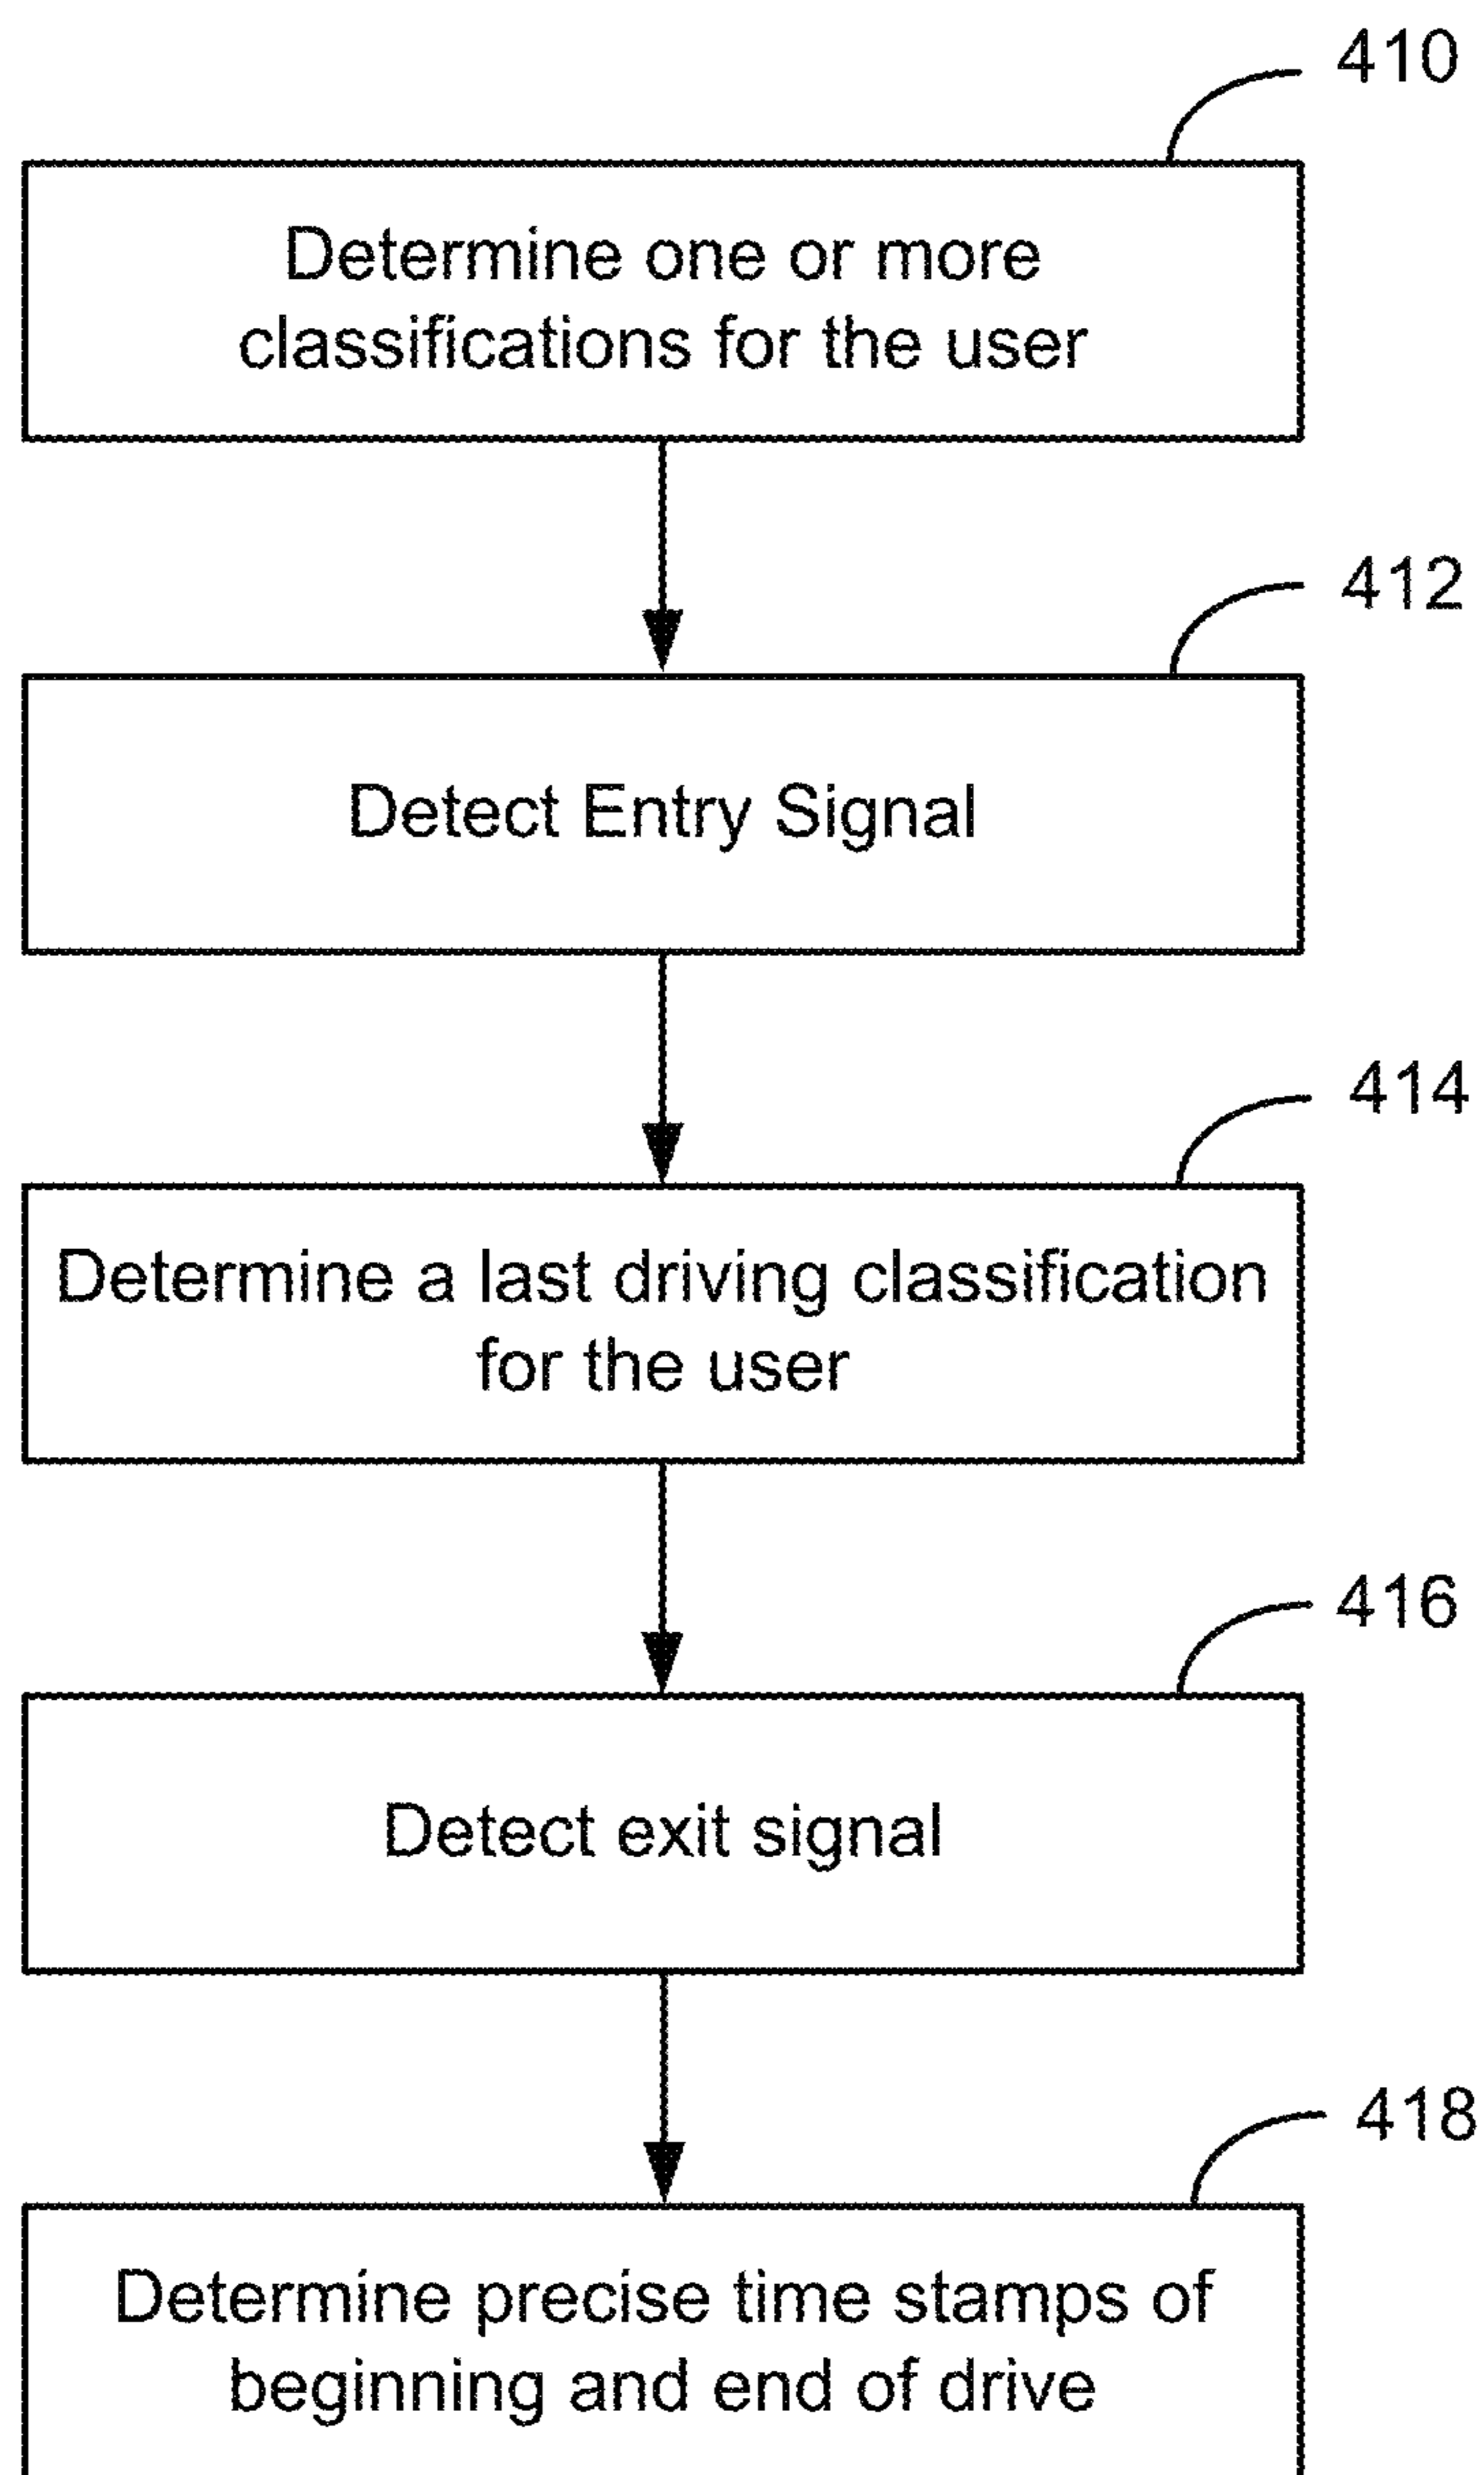 410
Determine one or more
classifications for the user
412
Detect Entry Signal
414
Determine a last driving classification
for the user
416
Detect exit signal
418
Determine precise time stamps of
beginning and end of drive